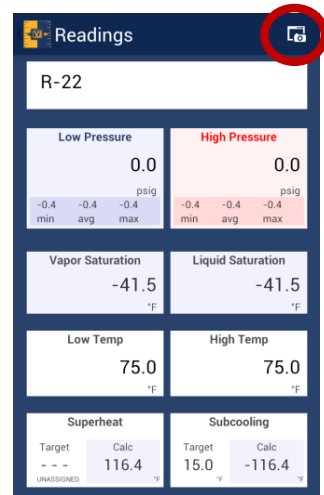 Readings
R-22
Low Pressure High Pressure
0.0 0.0
psig psig
-0.4 -0.4 -0.4 -0.4 -0.4 -0.4
min avg max min avg max
Vapor Saturation Liquid Saturation
-41.5 -41.5
°F °F
Low Temp High Temp
75.0 75.0
°F °F
Superheat Subcooling
Target Calc Target Calc
- - - 116.4 15.0 -116.4
UNASSIGNED °F °F °F